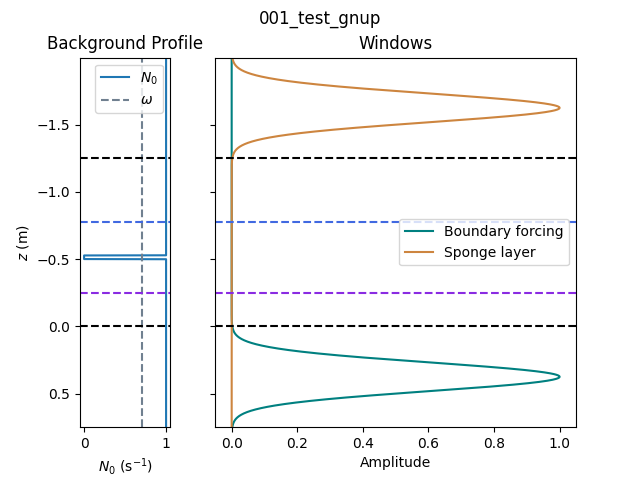 001_test_gnup
Background Profile
Windows
N₀
ω
−1.5
−1.0
−0.5
0.0
0.5
z (m)
0
1
N₀ (s⁻¹)
Boundary forcing
Sponge layer
0.0
0.2
0.4
0.6
0.8
1.0
Amplitude